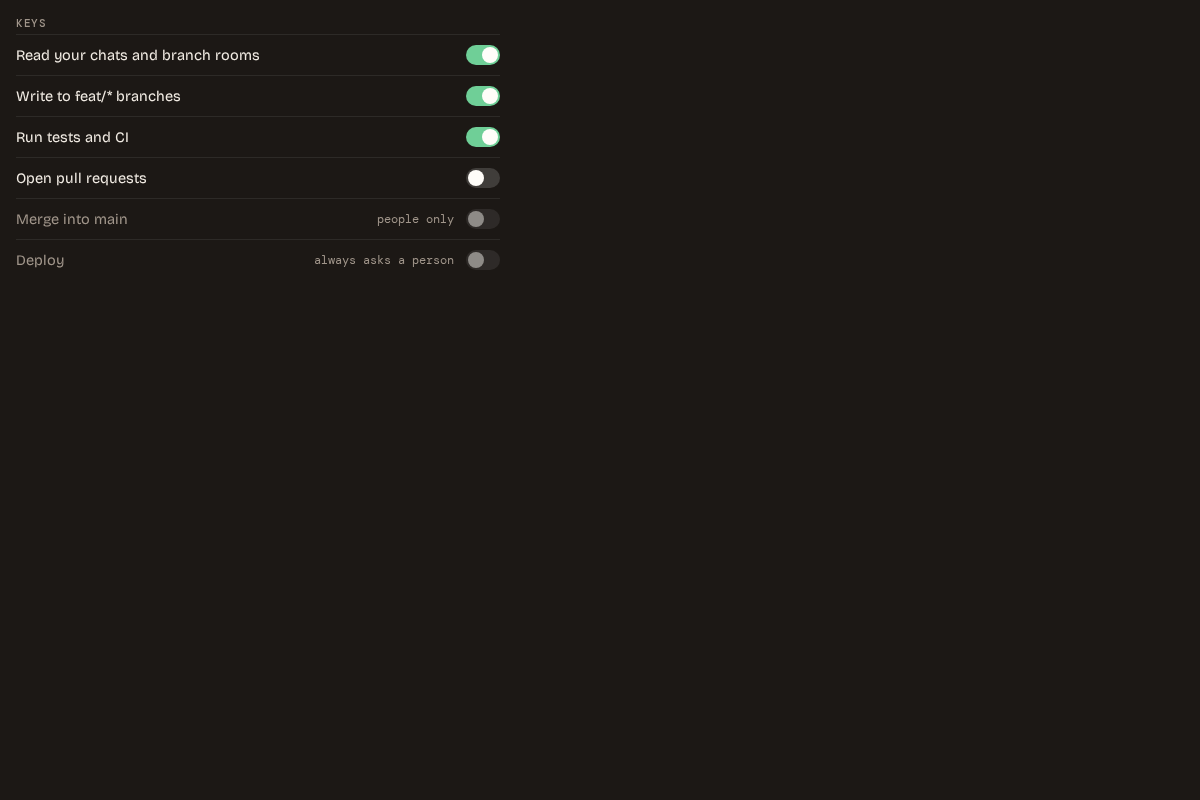 KEYS
Read your chats and branch rooms
Write to feat/* branches
Run tests and CI
Open pull requests
Merge into main people only
Deploy always asks a person